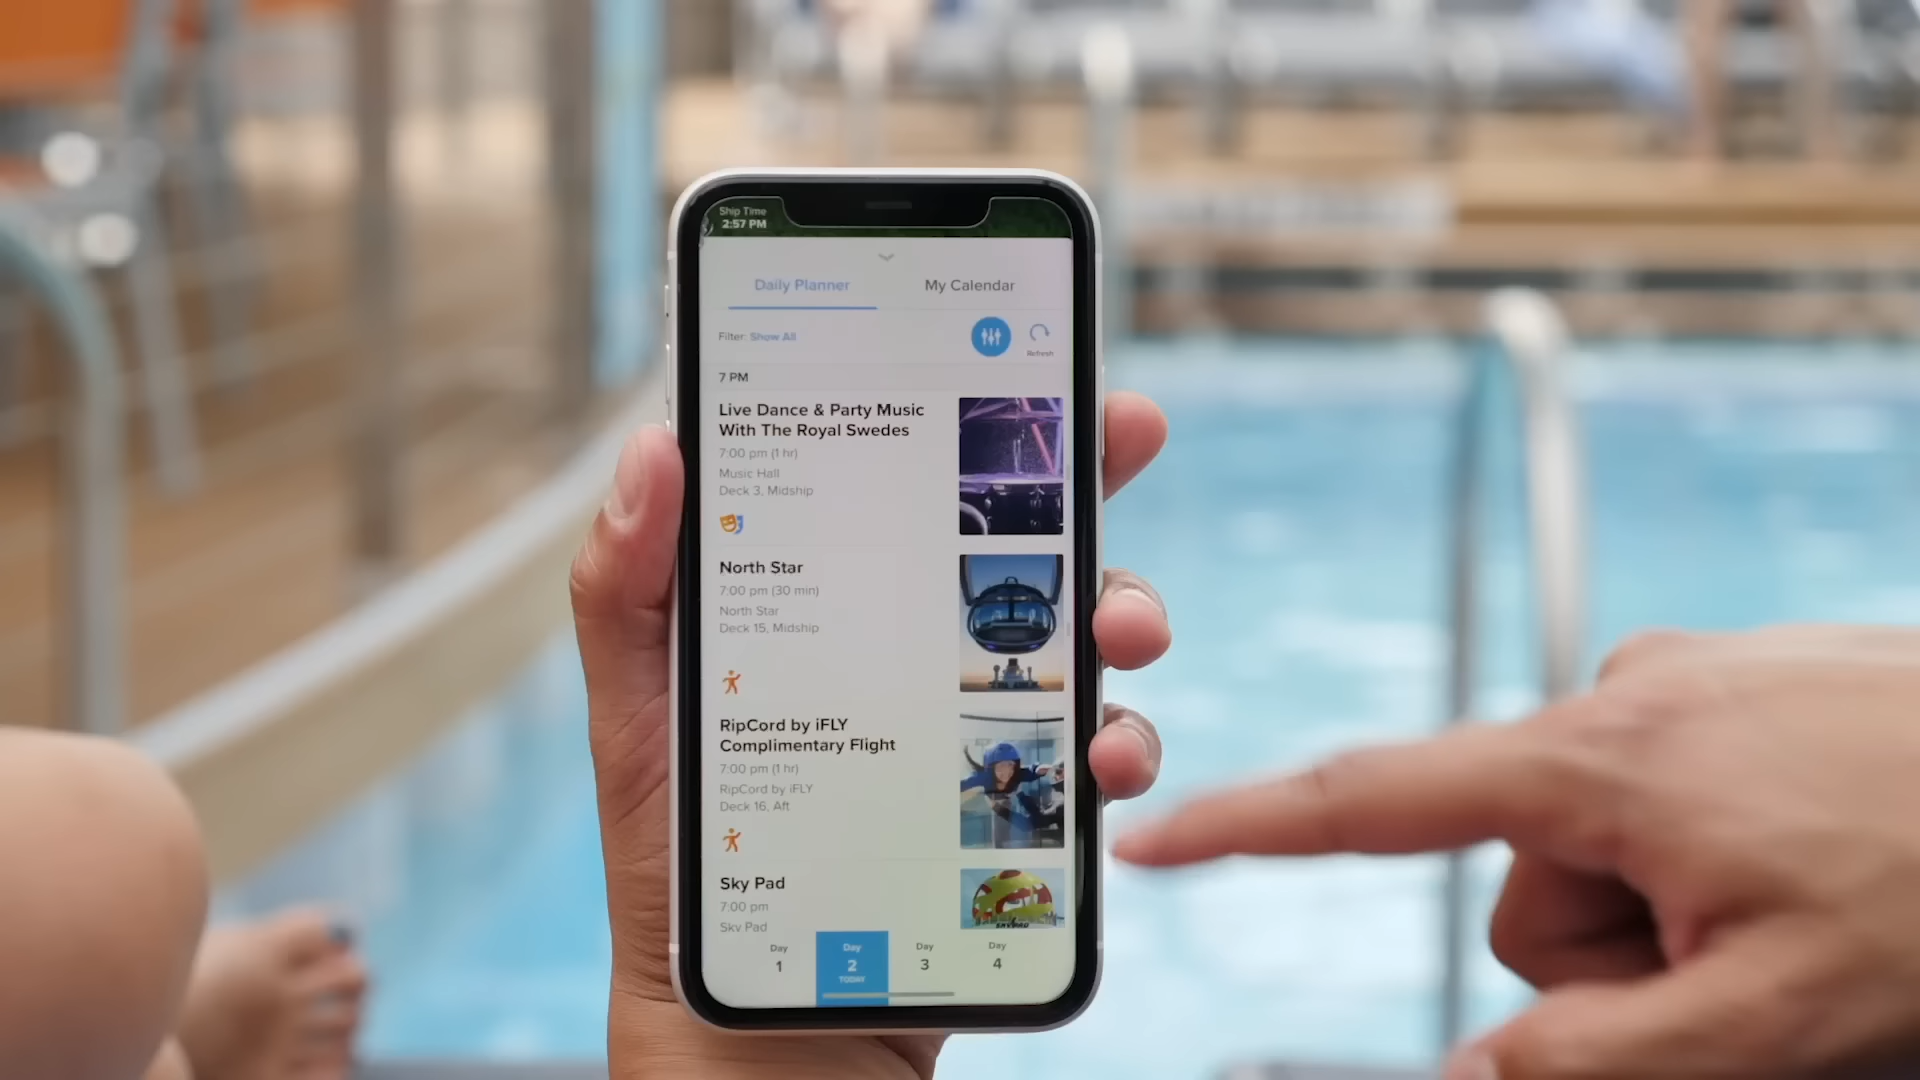 Ship Time
2:57 PM
Daily Planner
My Calendar
Filter: Show All
Refresh
7 PM
Live Dance & Party Music
With The Royal Swedes
7:00 pm (1 hr)
Music Hall
Deck 3, Midship
North Star
7:00 pm (30 min)
North Star
Deck 15, Midship
RipCord by iFLY
Complimentary Flight
7:00 pm (1 hr)
RipCord by iFLY
Deck 16, Aft
Sky Pad
7:00 pm
Sky Pad
Day
1
Day
2
TODAY
Day
3
Day
4